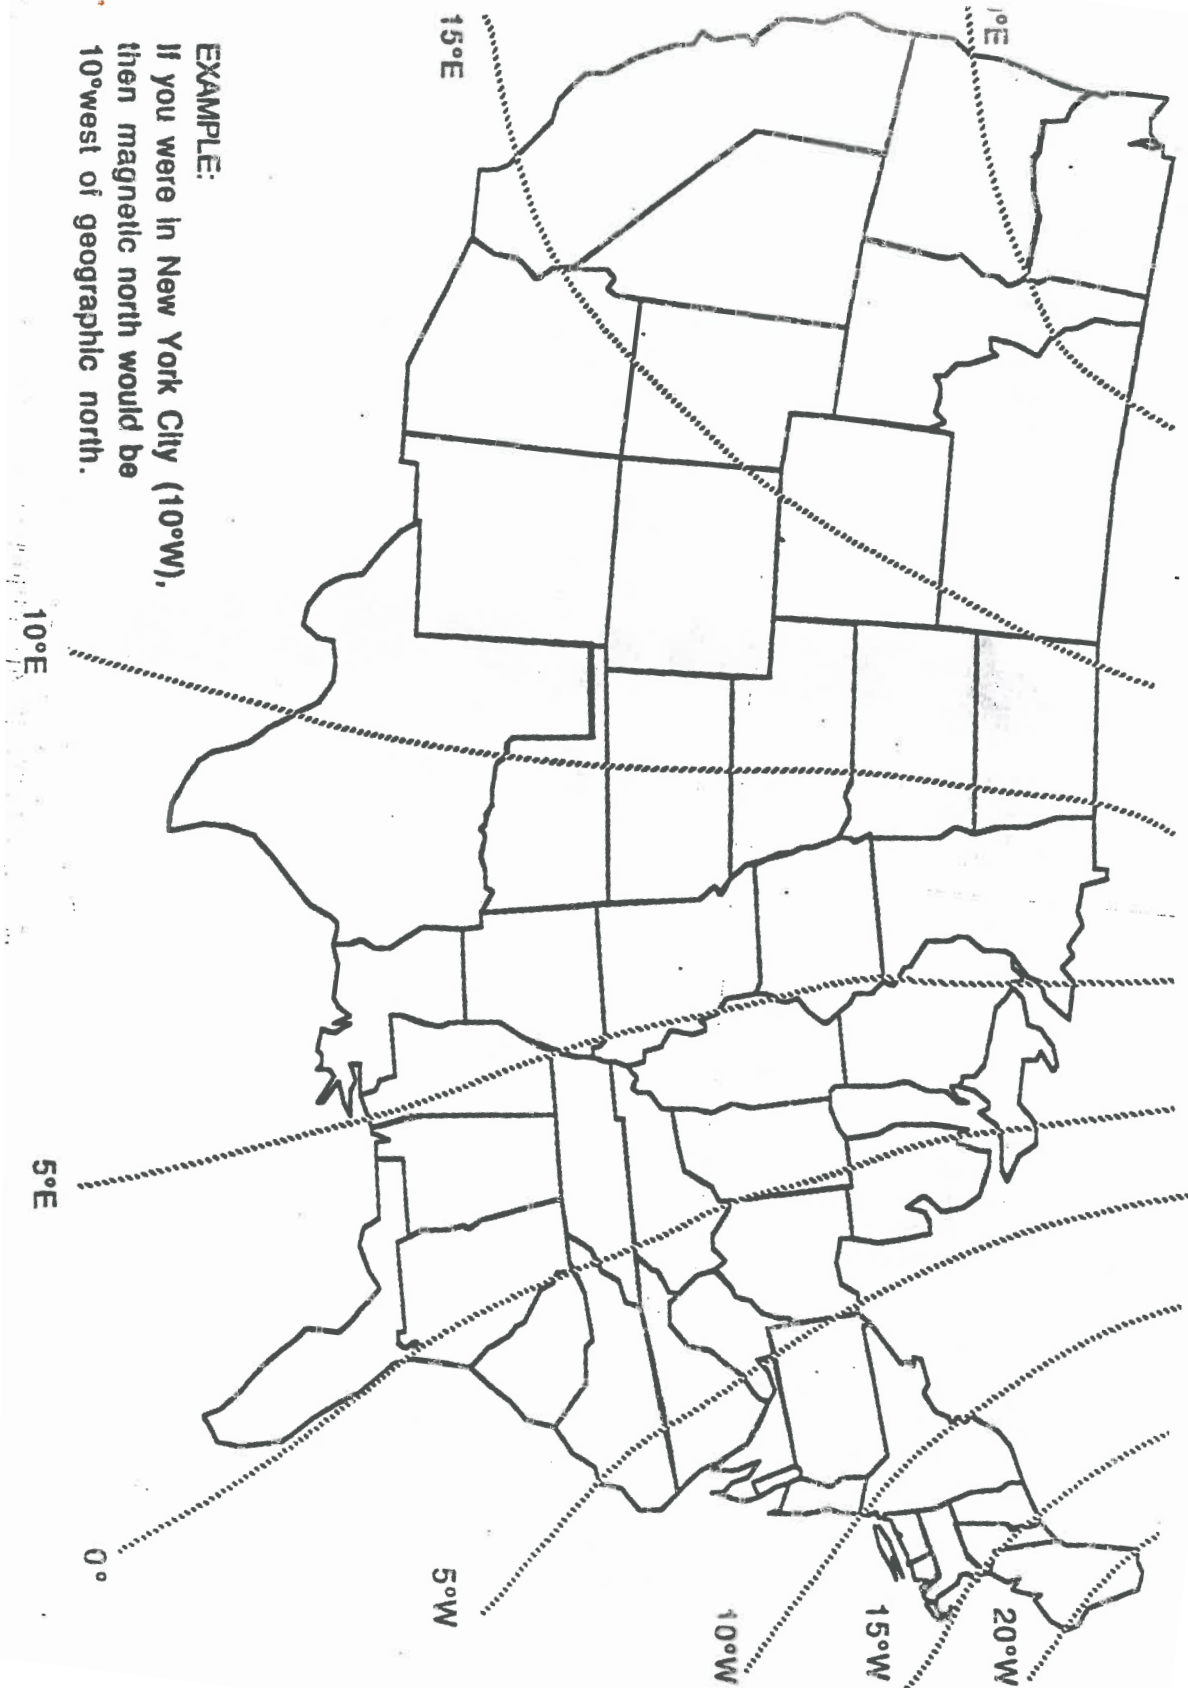 EXAMPLE:
If you were in New York City (10°W),
then magnetic north would be
10°west of geographic north.
15°E
10°E
5°E
0°
5°W
10°W
15°W
20°W